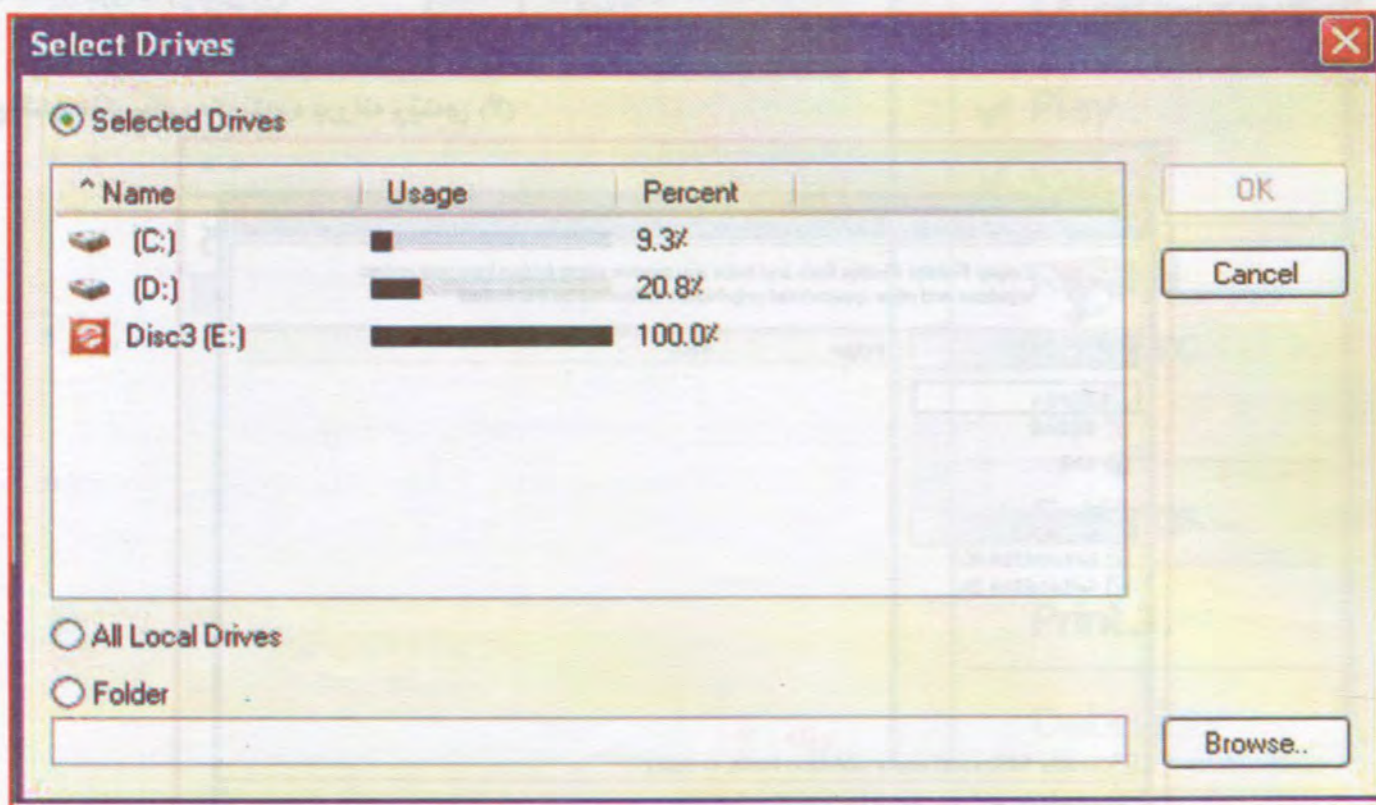 Select Drives
Selected Drives
^ Name Usage Percent
OK
(C:) 9.3%
(D:) 20.8%
Cancel
Disc3 (E:) 100.0%
All Local Drives
Folder
Browse..